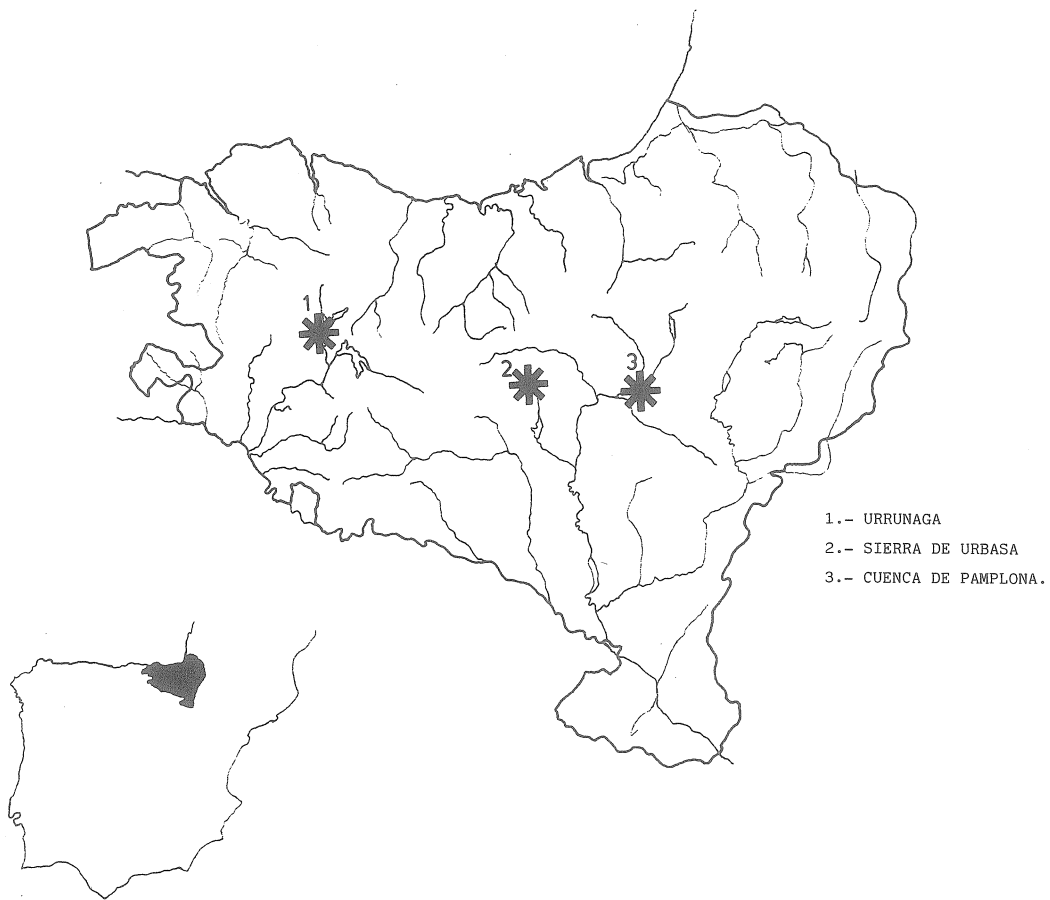 1
2
3
1.- URRUNAGA
2.- SIERRA DE URBASA
3.- CUENCA DE PAMPLONA.